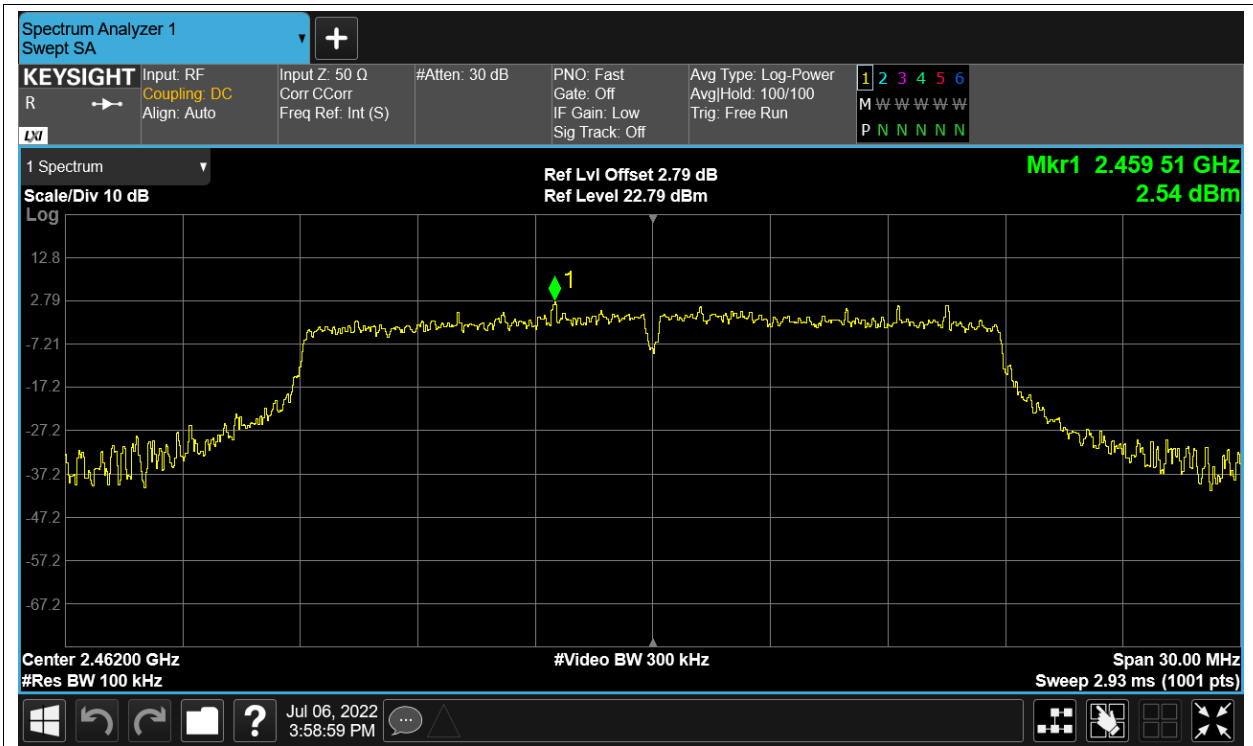 Spectrum Analyzer 1
Swept SA
+
KEYSIGHT
R
LXI
Input: RF
Coupling: DC
Align: Auto
Input Z: 50 Ω
Corr CCorr
Freq Ref: Int (S)
#Atten: 30 dB
PNO: Fast
Gate: Off
IF Gain: Low
Sig Track: Off
Avg Type: Log-Power
Avg|Hold: 100/100
Trig: Free Run
1 2 3 4 5 6
M W W W W W
P N N N N N
1 Spectrum
Scale/Div 10 dB
Log
Ref Lvl Offset 2.79 dB
Ref Level 22.79 dBm
Mkr1 2.459 51 GHz
2.54 dBm
12.8
2.79
-7.21
-17.2
-27.2
-37.2
-47.2
-57.2
-67.2
1
Center 2.46200 GHz
#Res BW 100 kHz
#Video BW 300 kHz
Span 30.00 MHz
Sweep 2.93 ms (1001 pts)
?
Jul 06, 2022
3:58:59 PM